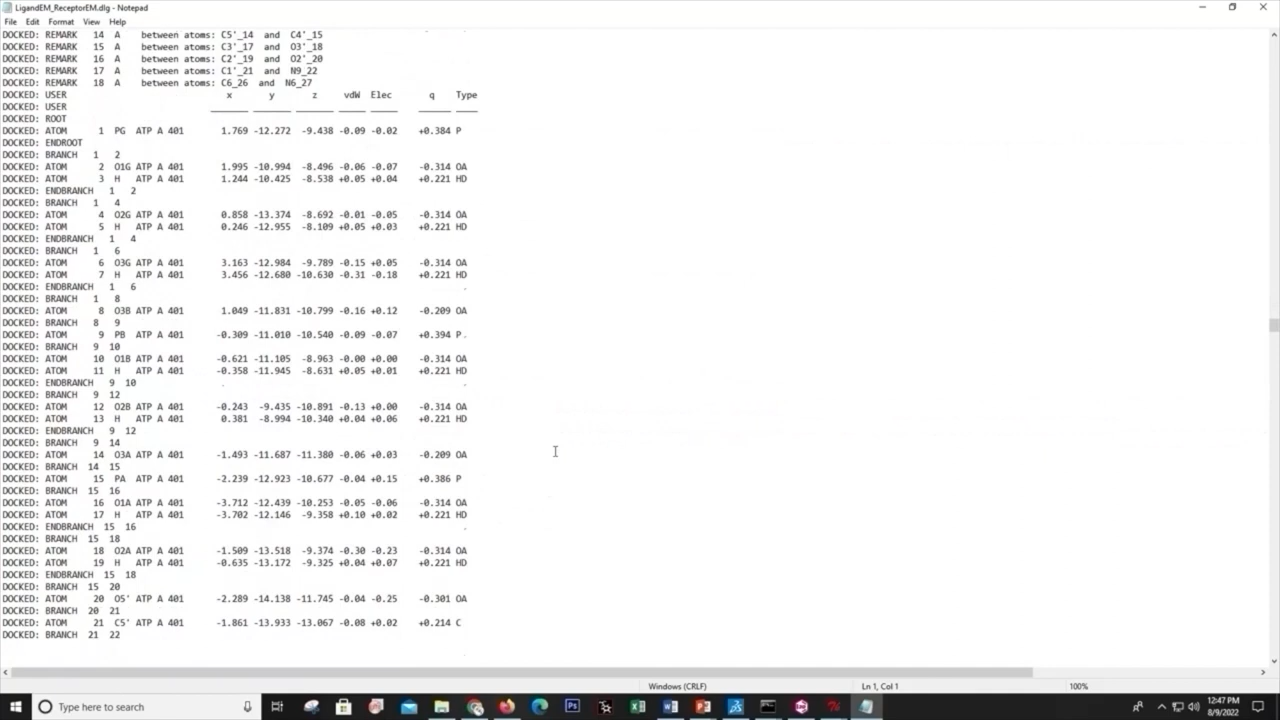 LigandEM_ReceptorEM.dlg - Notepad
File Edit Format View Help
DOCKED: REMARK 14 A between atoms: C5'_14 and C4'_15
DOCKED: REMARK 15 A between atoms: C3'_17 and O3'_18
DOCKED: REMARK 16 A between atoms: C2'_19 and O2'_20
DOCKED: REMARK 17 A between atoms: C1'_21 and N9_22
DOCKED: REMARK 18 A between atoms: C6_26 and N6_27
DOCKED: USER x y z vdW Elec q Type
DOCKED: USER
DOCKED: ROOT
DOCKED: ATOM 1 PG ATP A 401 1.769 -12.272 -9.438 -0.09 -0.02 +0.384 P
DOCKED: ENDROOT
DOCKED: BRANCH 1 2
DOCKED: ATOM 2 O1G ATP A 401 1.995 -10.994 -8.496 -0.06 -0.07 -0.314 OA
DOCKED: ATOM 3 H ATP A 401 1.244 -10.425 -8.538 +0.05 +0.04 +0.221 HD
DOCKED: ENDBRANCH 1 2
DOCKED: BRANCH 1 4
DOCKED: ATOM 4 O2G ATP A 401 0.858 -13.374 -8.692 -0.01 -0.05 -0.314 OA
DOCKED: ATOM 5 H ATP A 401 0.246 -12.955 -8.109 +0.05 +0.03 +0.221 HD
DOCKED: ENDBRANCH 1 4
DOCKED: BRANCH 1 6
DOCKED: ATOM 6 O3G ATP A 401 3.163 -12.984 -9.789 -0.15 +0.05 -0.314 OA
DOCKED: ATOM 7 H ATP A 401 3.456 -12.680 -10.630 -0.31 -0.18 +0.221 HD
DOCKED: ENDBRANCH 1 6
DOCKED: BRANCH 1 8
DOCKED: ATOM 8 O3B ATP A 401 1.049 -11.831 -10.799 -0.16 +0.12 -0.209 OA
DOCKED: BRANCH 8 9
DOCKED: ATOM 9 PB ATP A 401 -0.309 -11.010 -10.540 -0.09 -0.07 +0.394 P
DOCKED: BRANCH 9 10
DOCKED: ATOM 10 O1B ATP A 401 -0.621 -11.105 -8.963 -0.00 +0.00 -0.314 OA
DOCKED: ATOM 11 H ATP A 401 -0.358 -11.945 -8.631 +0.05 +0.01 +0.221 HD
DOCKED: ENDBRANCH 9 10
DOCKED: BRANCH 9 12
DOCKED: ATOM 12 O2B ATP A 401 -0.243 -9.435 -10.891 -0.13 +0.00 -0.314 OA
DOCKED: ATOM 13 H ATP A 401 0.381 -8.994 -10.340 +0.04 +0.06 +0.221 HD
DOCKED: ENDBRANCH 9 12
DOCKED: BRANCH 9 14
DOCKED: ATOM 14 O3A ATP A 401 -1.493 -11.687 -11.380 -0.06 +0.03 -0.209 OA
DOCKED: BRANCH 14 15
DOCKED: ATOM 15 PA ATP A 401 -2.239 -12.923 -10.677 -0.04 +0.15 +0.386 P
DOCKED: BRANCH 15 16
DOCKED: ATOM 16 O1A ATP A 401 -3.712 -12.439 -10.253 -0.05 -0.06 -0.314 OA
DOCKED: ATOM 17 H ATP A 401 -3.702 -12.146 -9.358 +0.10 +0.02 +0.221 HD
DOCKED: ENDBRANCH 15 16
DOCKED: BRANCH 15 18
DOCKED: ATOM 18 O2A ATP A 401 -1.509 -13.518 -9.374 -0.30 -0.23 -0.314 OA
DOCKED: ATOM 19 H ATP A 401 -0.635 -13.172 -9.325 +0.04 +0.07 +0.221 HD
DOCKED: ENDBRANCH 15 18
DOCKED: BRANCH 15 20
DOCKED: ATOM 20 O5' ATP A 401 -2.289 -14.138 -11.745 -0.04 -0.25 -0.301 OA
DOCKED: BRANCH 20 21
DOCKED: ATOM 21 C5' ATP A 401 -1.861 -13.933 -13.067 -0.08 +0.02 +0.214 C
DOCKED: BRANCH 21 22
Windows (CRLF) Ln 1, Col 1 100%
Type here to search
12:47 PM
8/9/2022